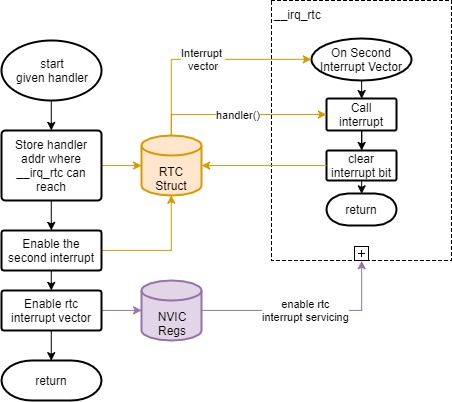 __irq_rtc
start
given handler
Interrupt
vector
On Second
Interrupt Vector
handler()
Call
interrupt
Store handler
addr where
__irq_rtc can
reach
RTC
Struct
clear
interrupt bit
return
Enable the
second interrupt
+
Enable rtc
interrupt vector
NVIC
Regs
enable rtc
interrupt servicing
return